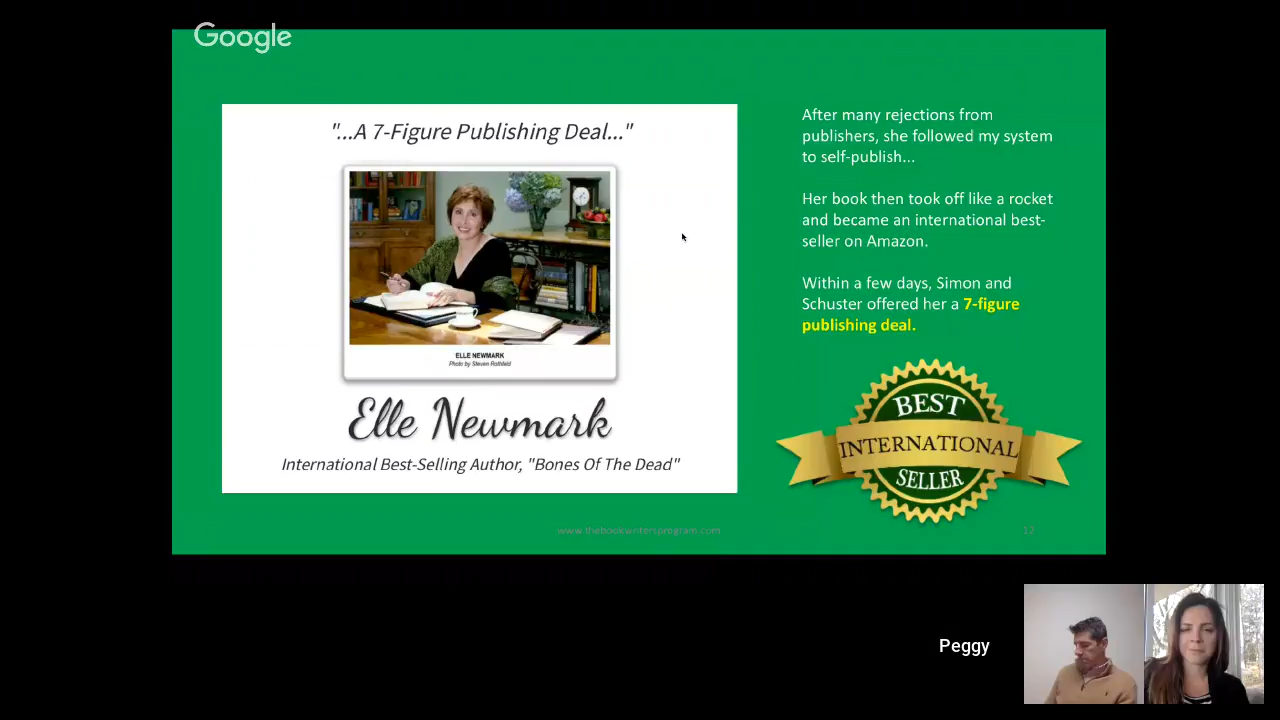 Google
"...A 7-Figure Publishing Deal..."
ELLE NEWMARK
Photo by Steven Rothfeld
Elle Newmark
International Best-Selling Author, "Bones Of The Dead"
After many rejections from
publishers, she followed my system
to self-publish...
Her book then took off like a rocket
and became an international best-
seller on Amazon.
Within a few days, Simon and
Schuster offered her a 7-figure
publishing deal.
BEST
INTERNATIONAL
SELLER
www.thebookwritersprogram.com
12
Peggy